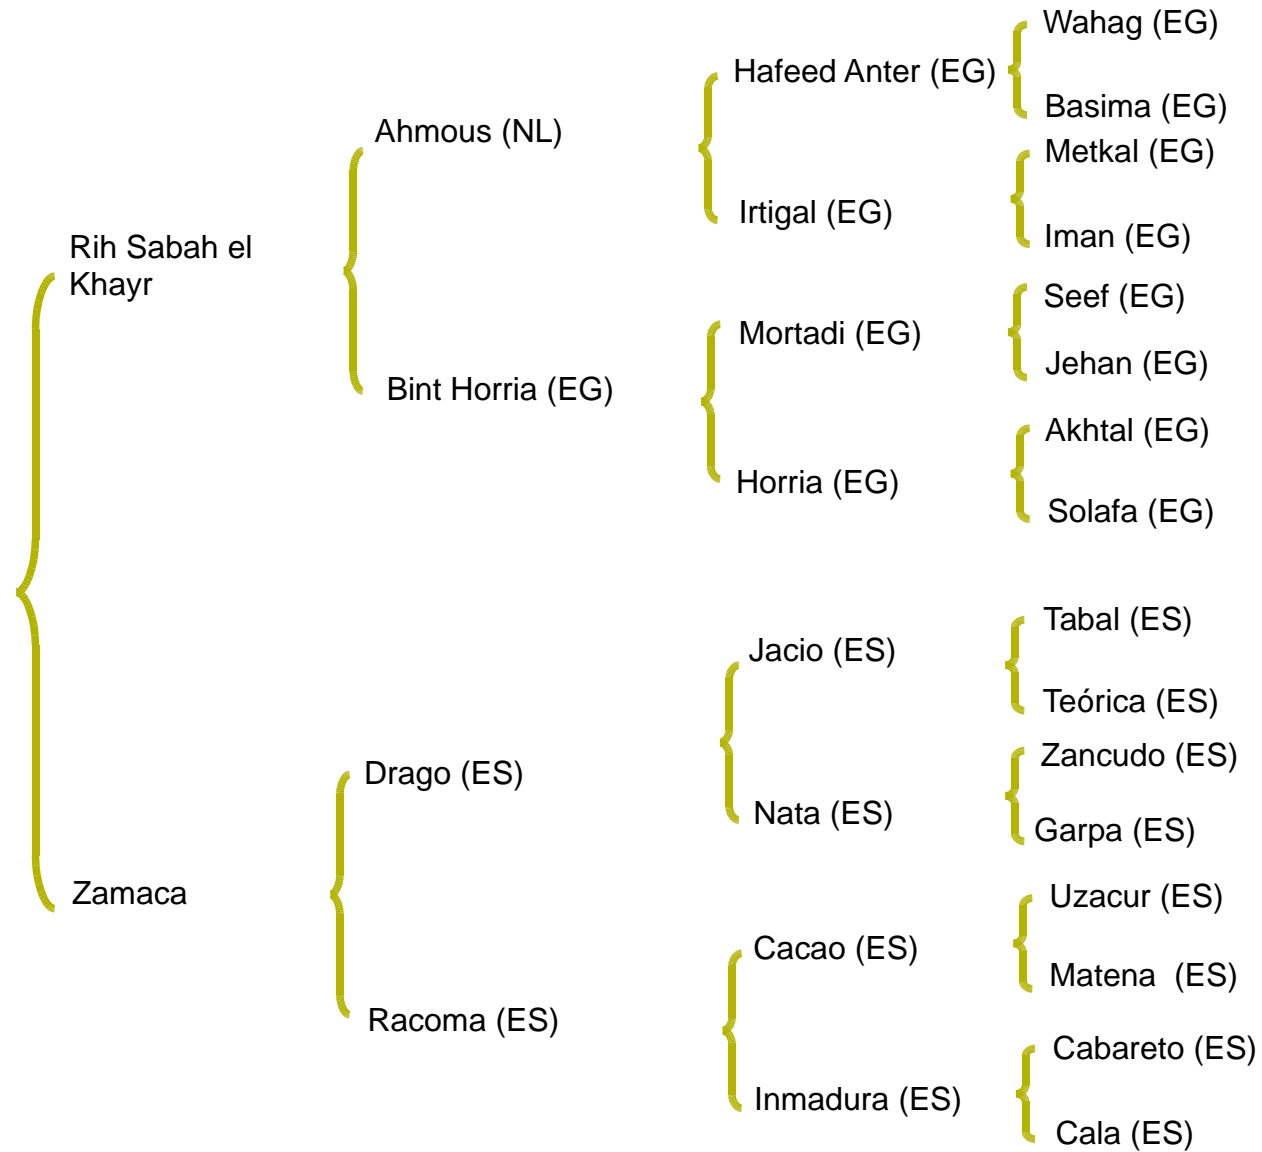 Wahag (EG)
Hafeed Anter (EG)
Basima (EG)
Ahmous (NL)
Metkal (EG)
Irtigal (EG)
Iman (EG)
Rih Sabah el
Khayr
Seef (EG)
Mortadi (EG)
Jehan (EG)
Bint Horria (EG)
Akhtal (EG)
Horria (EG)
Solafa (EG)
Tabal (ES)
Jacio (ES)
Teórica (ES)
Drago (ES)
Zancudo (ES)
Nata (ES)
Garpa (ES)
Zamaca
Uzacur (ES)
Cacao (ES)
Matena  (ES)
Racoma (ES)
Cabareto (ES)
Inmadura (ES)
Cala (ES)